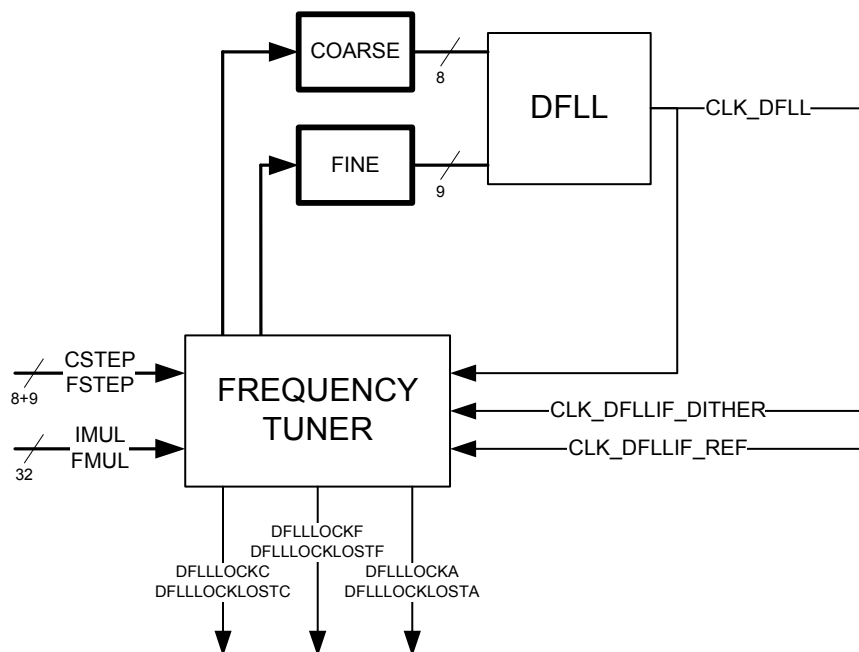 COARSE
8
DFLL
CLK_DFLL
FINE
9
CSTEP
FSTEP
8+9
FREQUENCY
TUNER
CLK_DFLLIF_DITHER
IMUL
FMUL
32
CLK_DFLLIF_REF
DFLLLOCKF
DFLLLOCKLOSTF
DFLLLOCKC
DFLLLOCKLOSTC
DFLLLOCKA
DFLLLOCKLOSTA